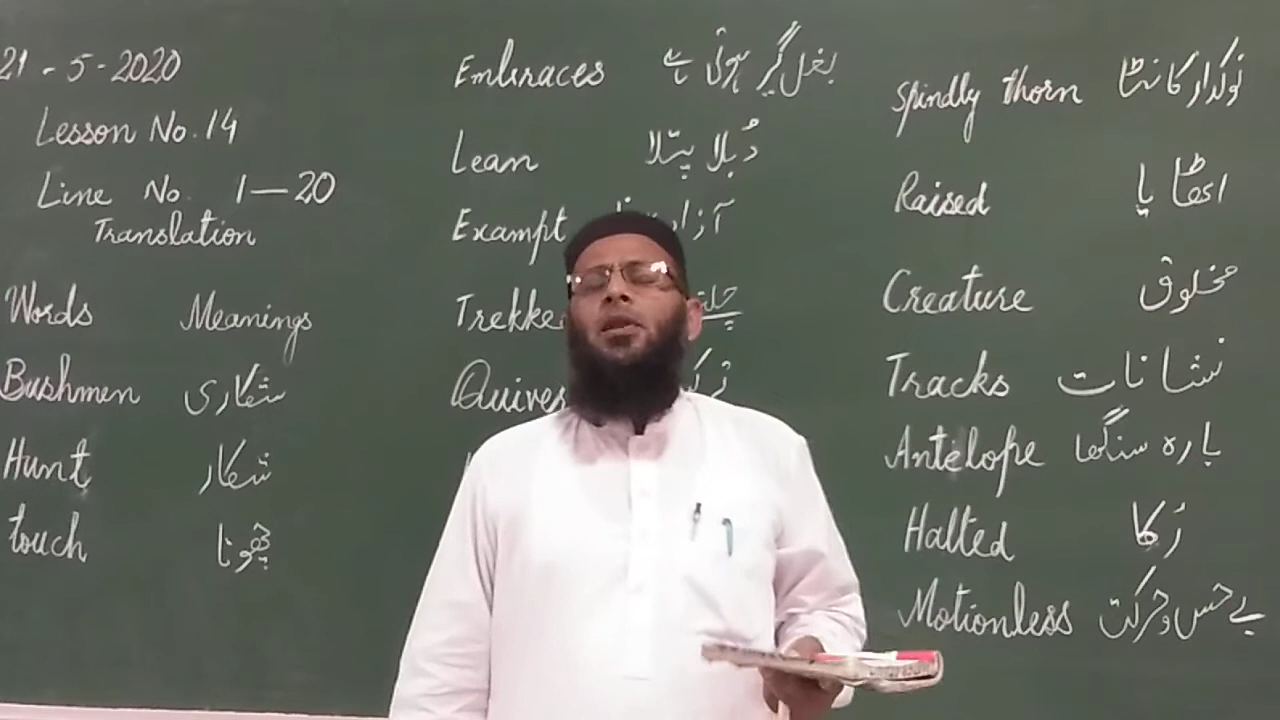 21-5-2020
Lesson No.14
Line No. 1—20
Translation
Words Meanings
Bushmen شکاری
Hunt شکار
touch چھونا
Embraces بغل گیر ہوتی ہے
Lean دُبلا پتلا
Exampt
Trekke
Quiver
Spindly thorn نوکدار کانٹا
Raised اٹھایا
Creature مخلوق
Tracks نشانات
Antelope بارہ سنگھا
Halted رُکا
Motionless بے حس و حرکت